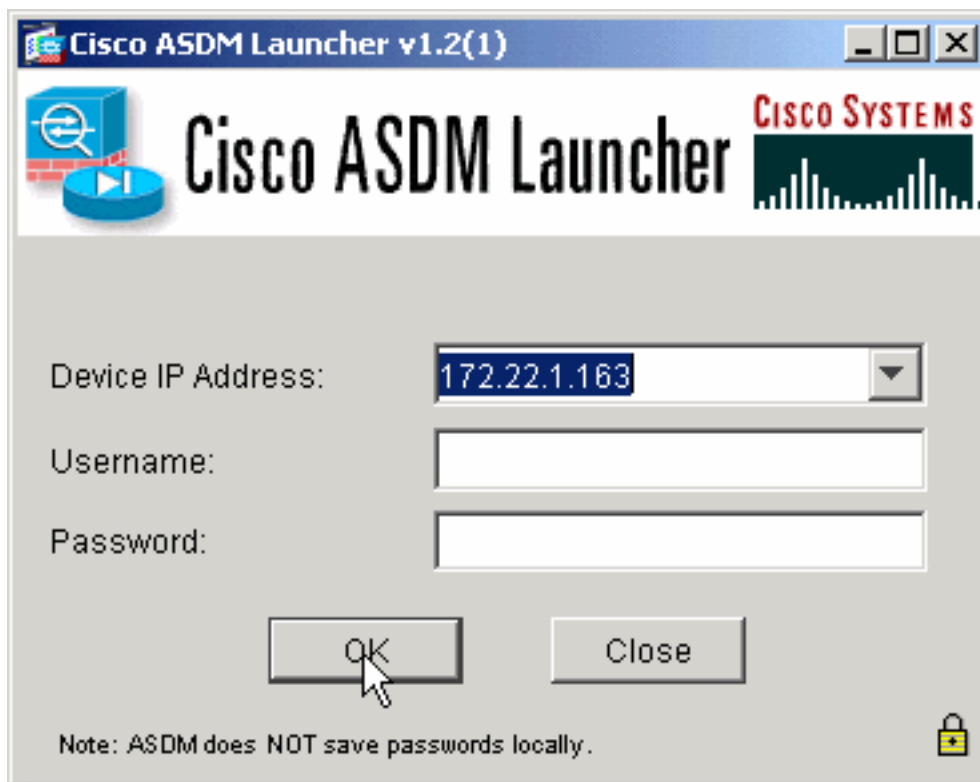 Cisco ASDM Launcher v1.2(1)
Cisco ASDM Launcher
CISCO SYSTEMS
Device IP Address:
172.22.1.163
Username:
Password:
OK
Close
Note: ASDM does NOT save passwords locally.